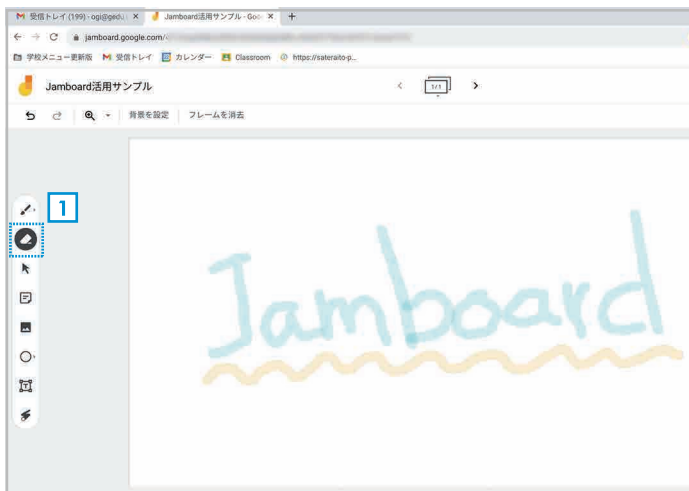 受信トレイ (199) - ogi@gedu.
Jamboard活用サンプル - Goo
jamboard.google.com/
学校メニュー更新版
受信トレイ
カレンダー
Classroom
https://sateraito-p...
Jamboard活用サンプル
1/1
背景を設定
フレームを消去
1
Jamboard